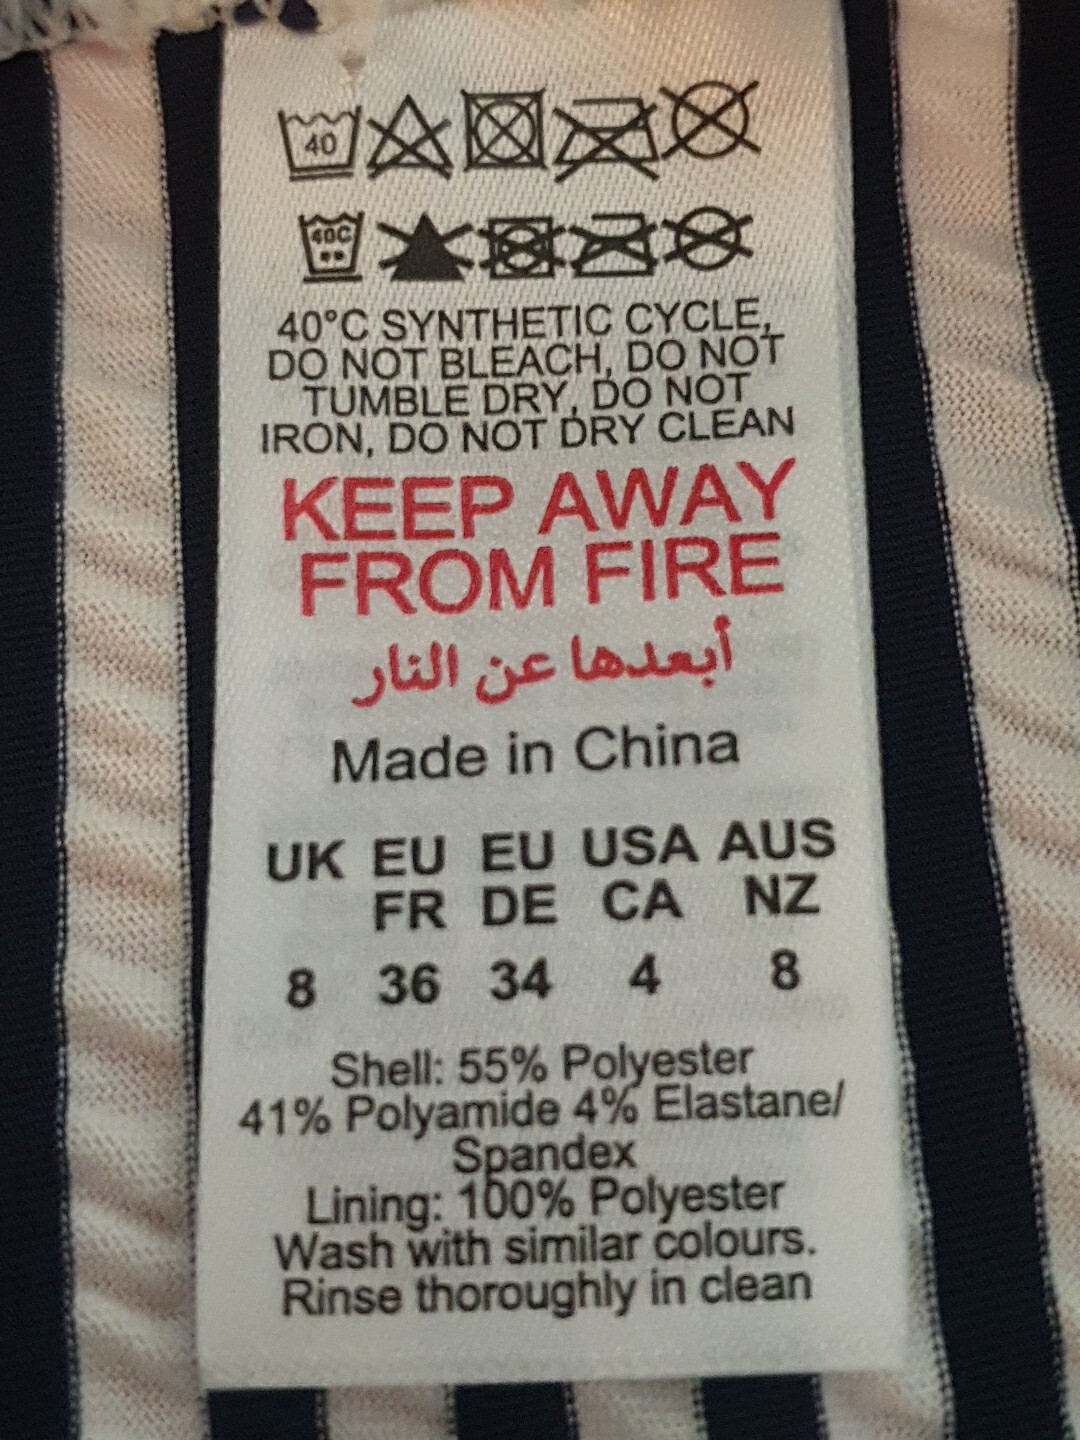 40
40C
40°C SYNTHETIC CYCLE,
DO NOT BLEACH, DO NOT
TUMBLE DRY, DO NOT
IRON, DO NOT DRY CLEAN
KEEP AWAY
FROM FIRE
أبعدها عن النار
Made in China
UK EU EU USA AUS
FR DE CA NZ
8 36 34 4 8
Shell: 55% Polyester
41% Polyamide 4% Elastane/
Spandex
Lining: 100% Polyester
Wash with similar colours.
Rinse thoroughly in clean